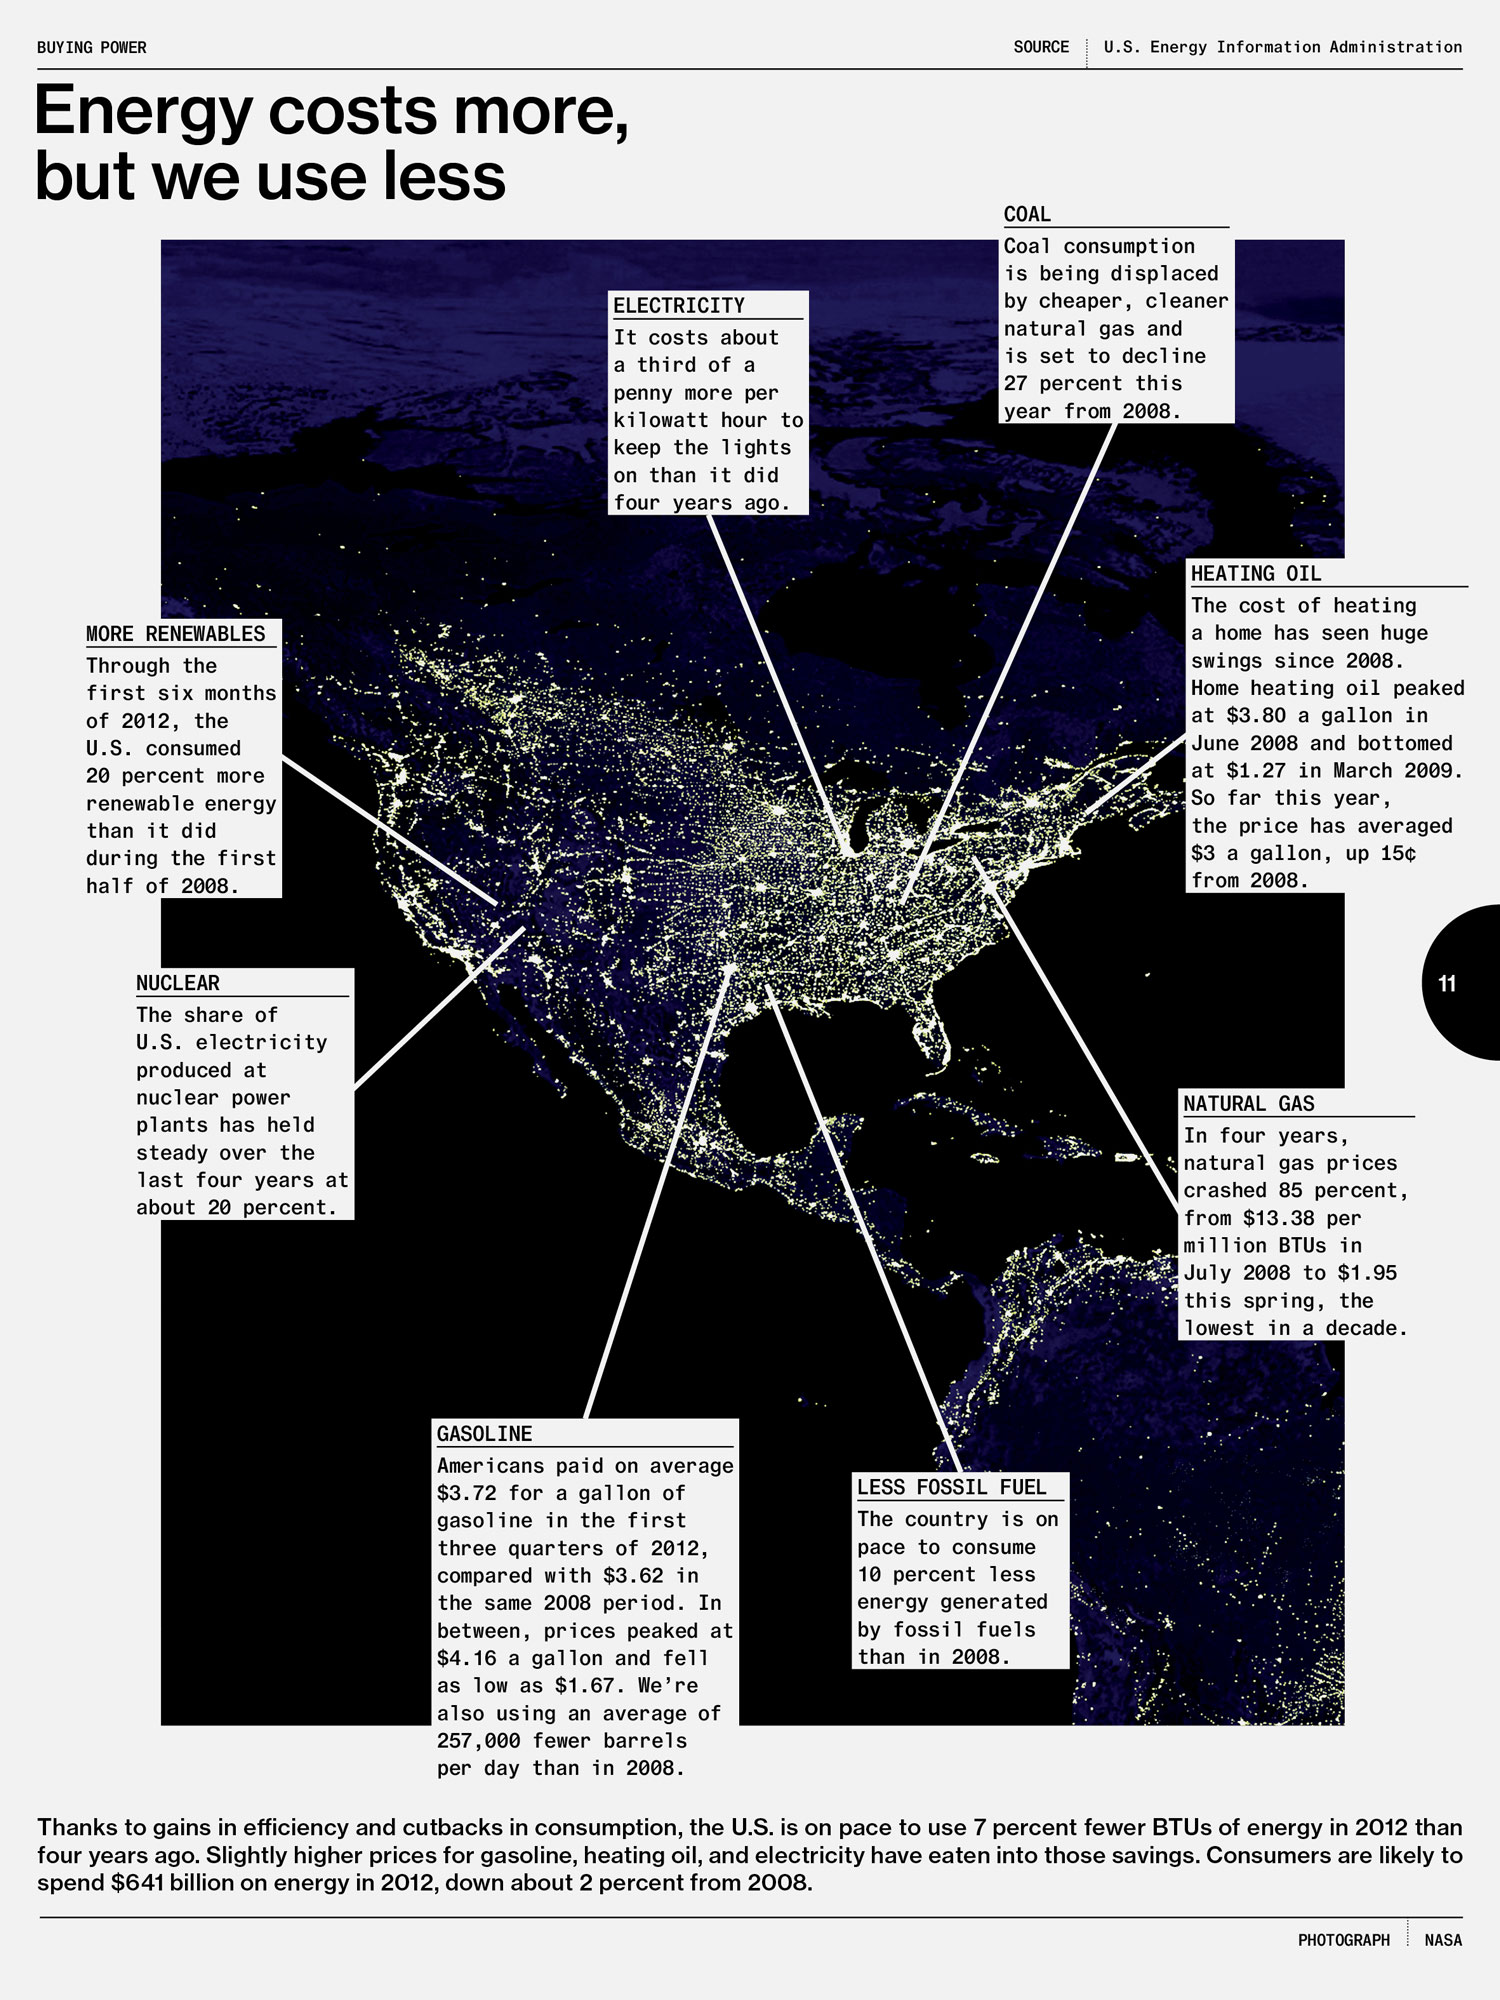 BUYING POWER
SOURCE
U.S. Energy Information Administration
Energy costs more,
but we use less
COAL
Coal consumption
is being displaced
by cheaper, cleaner
natural gas and
is set to decline
27 percent this
year from 2008.
ELECTRICITY
It costs about
a third of a
penny more per
kilowatt hour to
keep the lights
on than it did
four years ago.
HEATING OIL
The cost of heating
a home has seen huge
swings since 2008.
Home heating oil peaked
at $3.80 a gallon in
June 2008 and bottomed
at $1.27 in March 2009.
So far this year,
the price has averaged
$3 a gallon, up 15¢
from 2008.
MORE RENEWABLES
Through the
first six months
of 2012, the
U.S. consumed
20 percent more
renewable energy
than it did
during the first
half of 2008.
NUCLEAR
The share of
U.S. electricity
produced at
nuclear power
plants has held
steady over the
last four years at
about 20 percent.
11
NATURAL GAS
In four years,
natural gas prices
crashed 85 percent,
from $13.38 per
million BTUs in
July 2008 to $1.95
this spring, the
lowest in a decade.
GASOLINE
Americans paid on average
$3.72 for a gallon of
gasoline in the first
three quarters of 2012,
compared with $3.62 in
the same 2008 period. In
between, prices peaked at
$4.16 a gallon and fell
as low as $1.67. We're
also using an average of
257,000 fewer barrels
per day than in 2008.
LESS FOSSIL FUEL
The country is on
pace to consume
10 percent less
energy generated
by fossil fuels
than in 2008.
Thanks to gains in efficiency and cutbacks in consumption, the U.S. is on pace to use 7 percent fewer BTUs of energy in 2012 than
four years ago. Slightly higher prices for gasoline, heating oil, and electricity have eaten into those savings. Consumers are likely to
spend $641 billion on energy in 2012, down about 2 percent from 2008.
PHOTOGRAPH
NASA